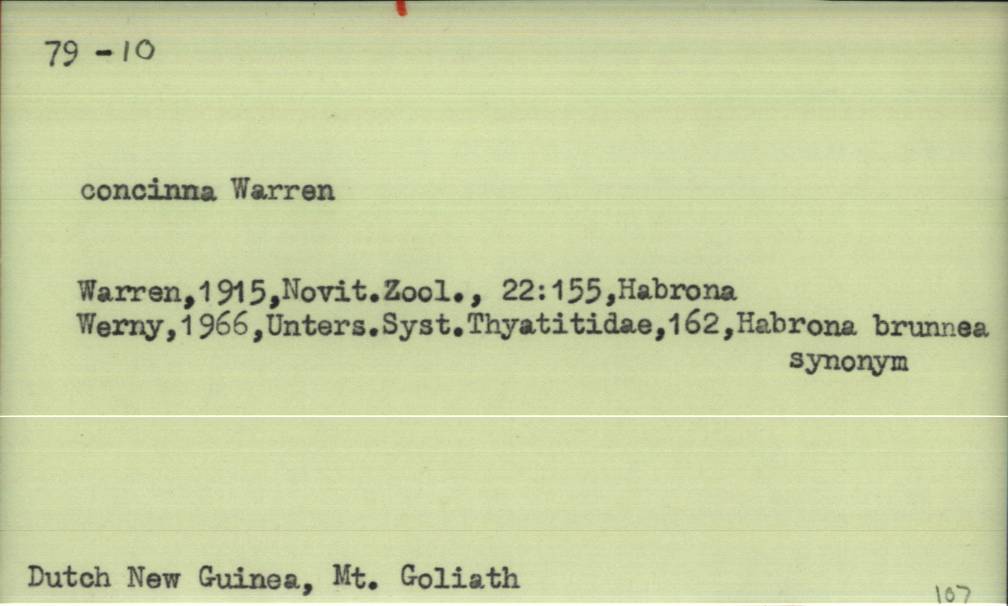 79 -10
concinna Warren
Warren,1915,Novit.Zool., 22:155,Habrona
Werny,1966,Unters.Syst.Thyatitidae,162,Habrona brunnea
synonym
Dutch New Guinea, Mt. Goliath
107